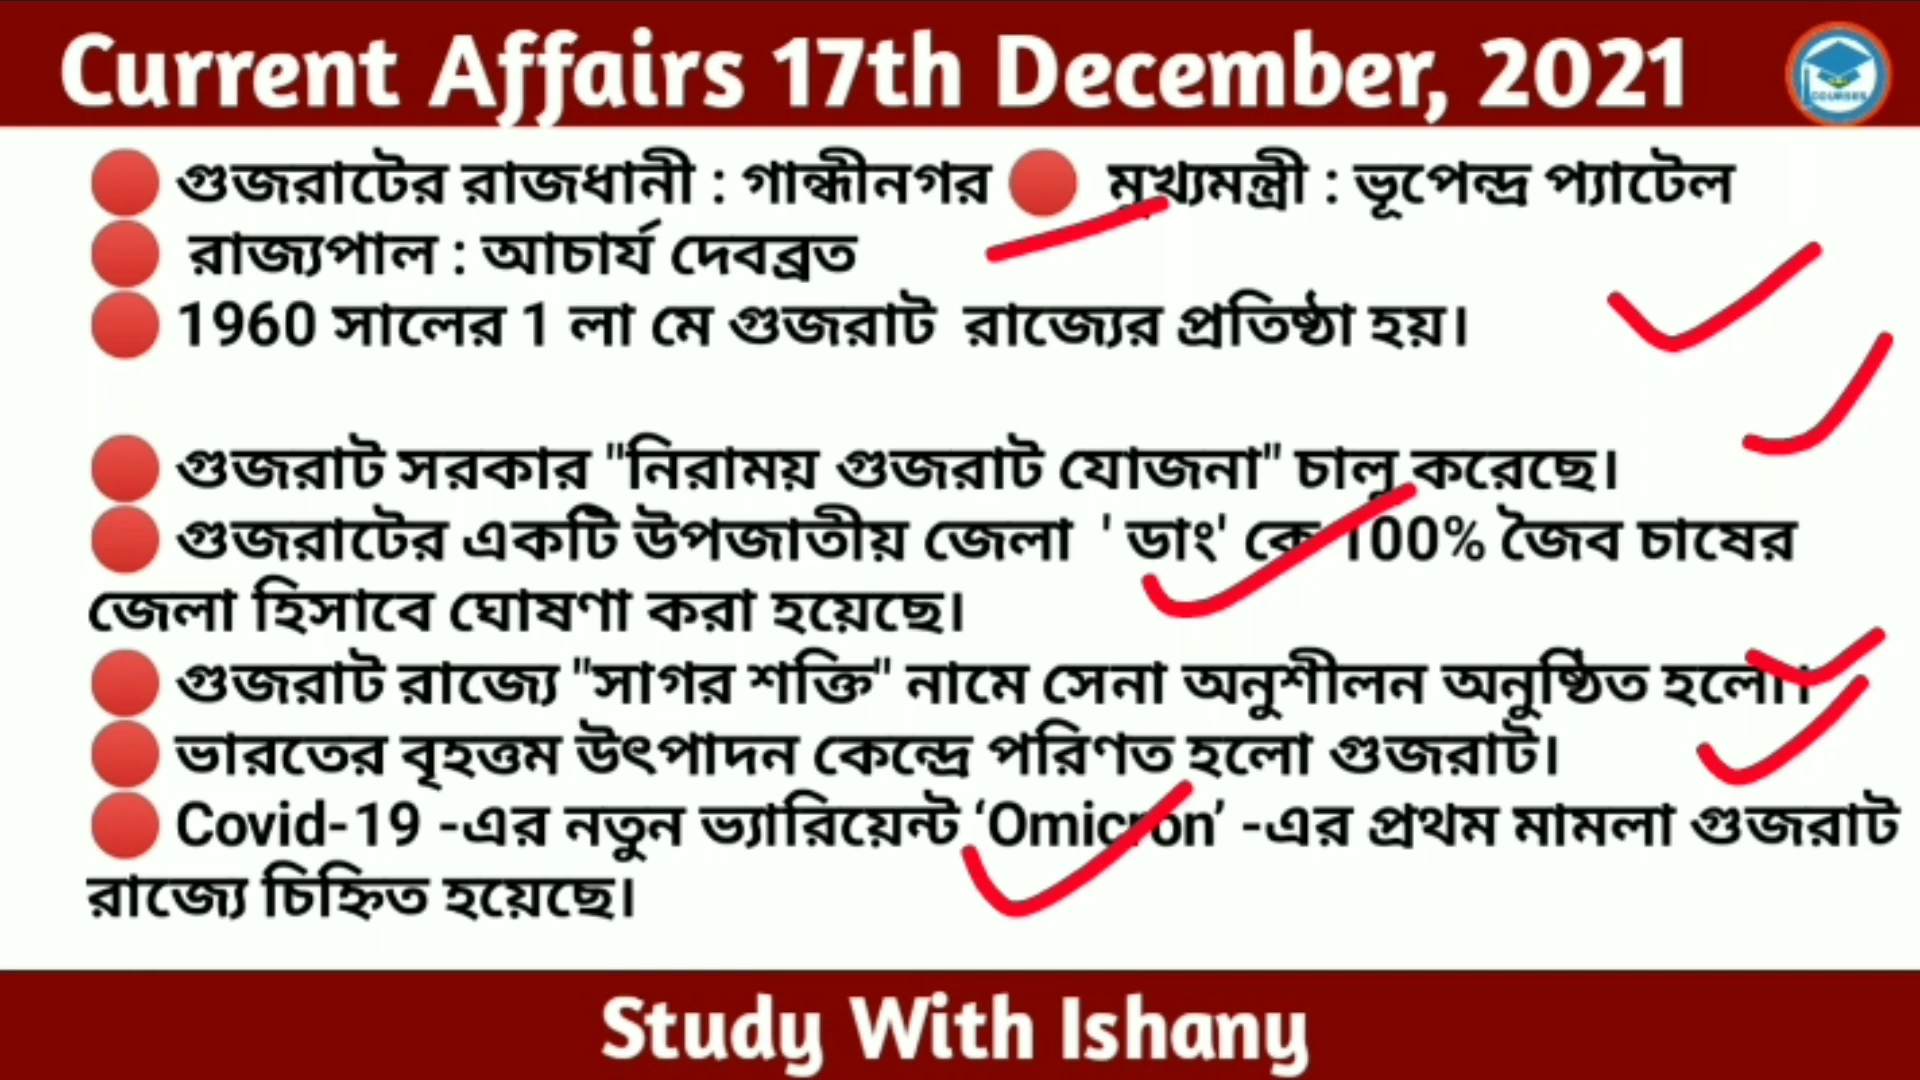 Current Affairs 17th December, 2021
COURSES
গুজরাটের রাজধানী : গান্ধীনগর মুখ্যমন্ত্রী : ভূপেন্দ্র প্যাটেল
রাজ্যপাল : আচার্য দেবব্রত
1960 সালের 1 লা মে গুজরাট রাজ্যের প্রতিষ্ঠা হয়।
গুজরাট সরকার "নিরাময় গুজরাট যোজনা" চালু করেছে।
গুজরাটের একটি উপজাতীয় জেলা ' ডাং' কে 100% জৈব চাষের
জেলা হিসাবে ঘোষণা করা হয়েছে।
গুজরাট রাজ্যে "সাগর শক্তি" নামে সেনা অনুশীলন অনুষ্ঠিত হলো।
ভারতের বৃহত্তম উৎপাদন কেন্দ্রে পরিণত হলো গুজরাট।
Covid-19 -এর নতুন ভ্যারিয়েন্ট ‘Omicron’ -এর প্রথম মামলা গুজরাট
রাজ্যে চিহ্নিত হয়েছে।
Study With Ishany